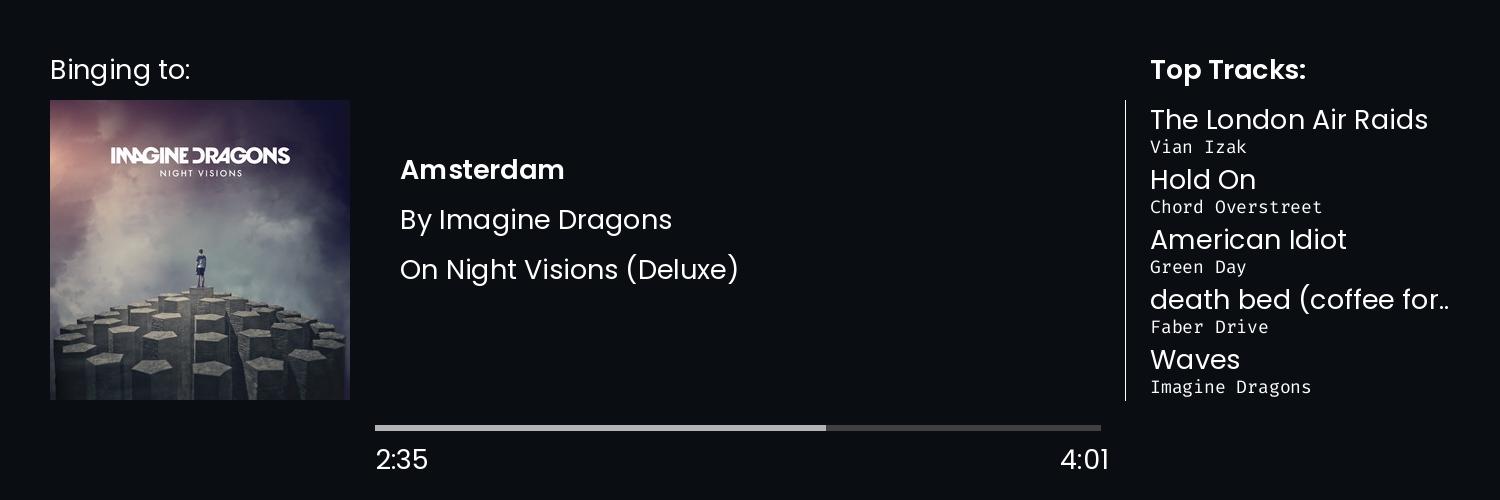 Binging to:
IMAGINE DRAGONS
NIGHT VISIONS
Amsterdam
By Imagine Dragons
On Night Visions (Deluxe)
2:35
4:01
Top Tracks:
The London Air Raids
Vian Izak
Hold On
Chord Overstreet
American Idiot
Green Day
death bed (coffee for..
Faber Drive
Waves
Imagine Dragons